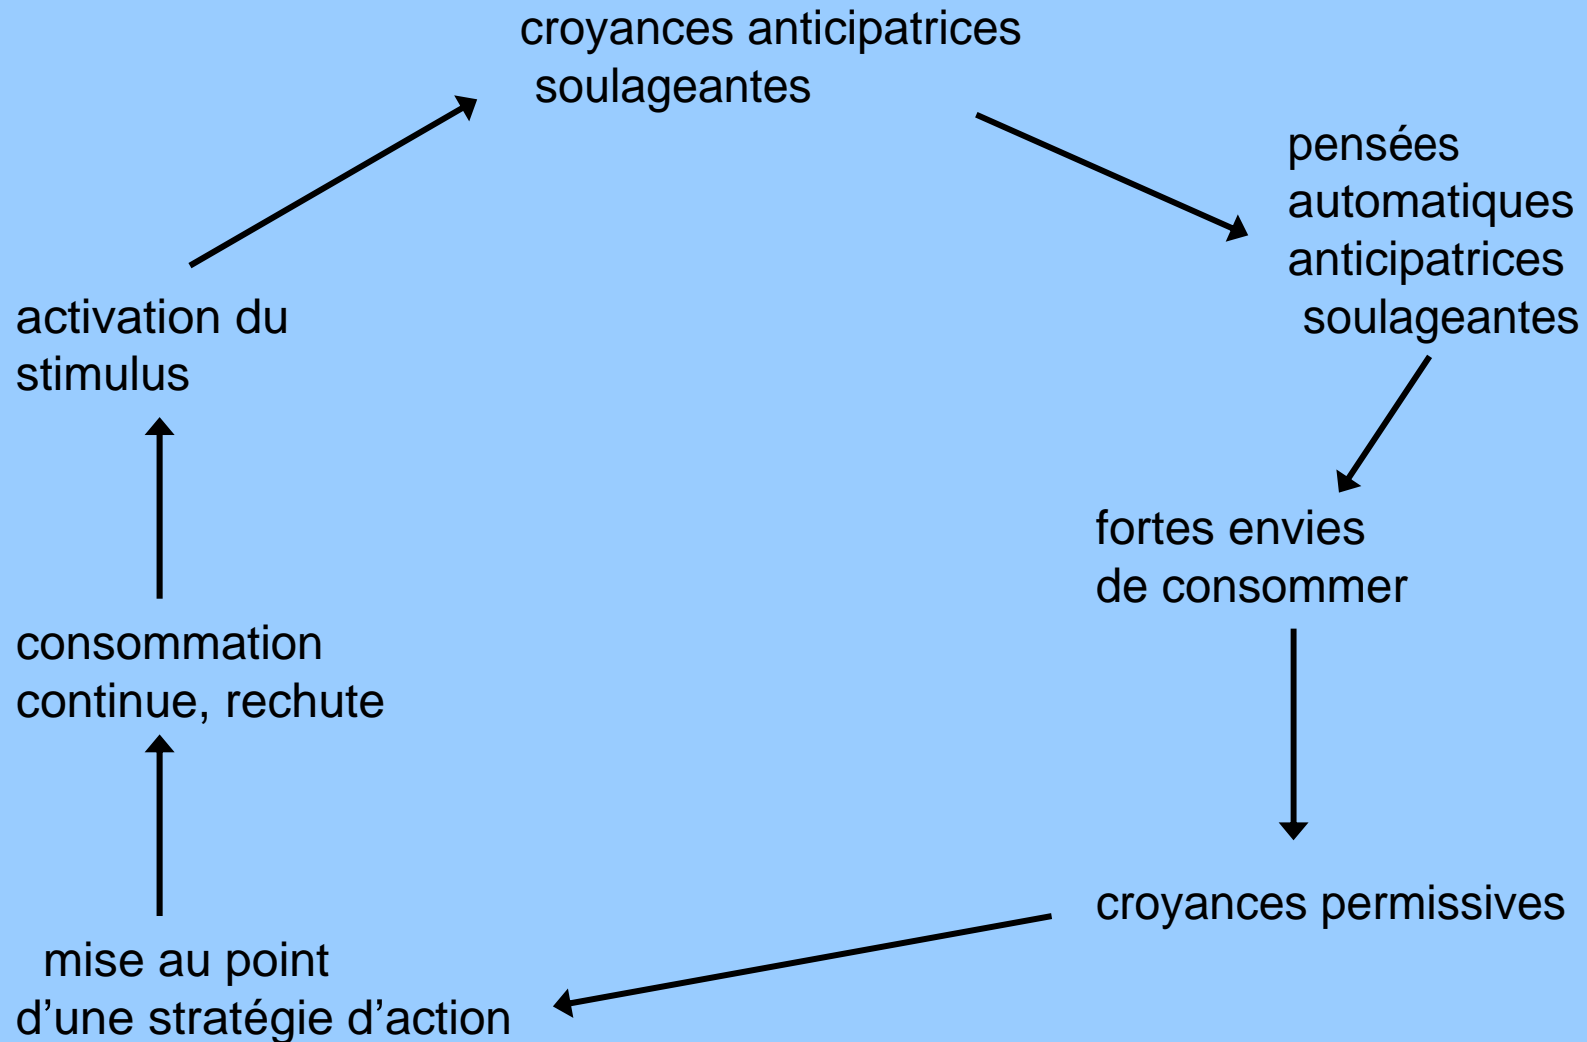 croyances anticipatrices
soulageantes
pensées
automatiques
anticipatrices
soulageantes
activation du
stimulus
fortes envies
de consommer
consommation
continue, rechute
croyances permissives
mise au point
d’une stratégie d’action